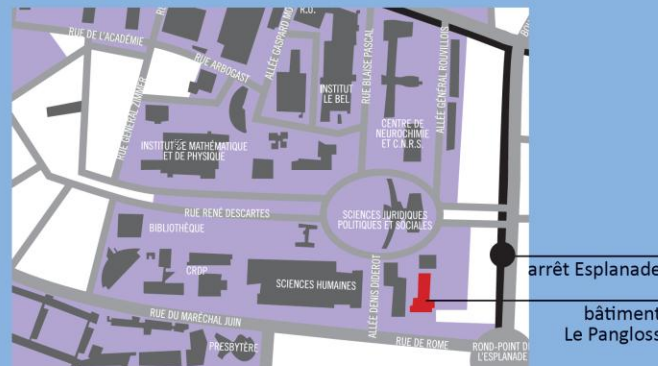 RUE DE L'ACADÉMIE
RUE ARBOGAST
ALLÉE GASPARD MO
R.U.
RUE GÉNÉRAL ZIMMER
INSTITUT
LE BEL
RUE BLAISE PASCAL
ALLÉE GÉNÉRAL ROUVILLOIS
CENTRE DE
NEUROCHIMIE
ET C.N.R.S.
INSTITUT DE MATHÉMATIQUE
ET DE PHYSIQUE
RUE RENÉ DESCARTES
SCIENCES JURIDIQUES
POLITIQUES ET SOCIALES
BIBLIOTHÈQUE
CRDP
SCIENCES HUMAINES
ALLÉE DENIS DIDEROT
arrêt Esplanade
bâtiment
Le Pangloss
RUE DU MARÉCHAL JUIN
PRESBYTÈRE
RUE DE ROME
ROND-POINT DE
L'ESPLANADE